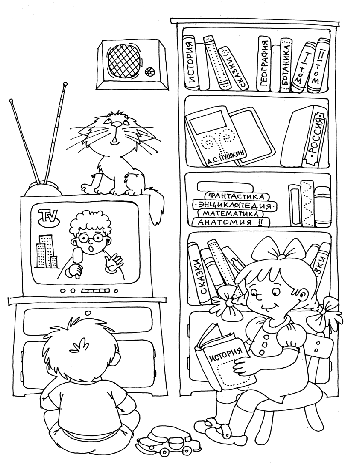 ИСТОРИЯ
СКАЗКИ
ГЕОГРАФИЯ
БОТАНИКА
А.С. ПУШКИН
РОССИЯ
ФАНТАСТИКА
ЭНЦИКЛОПЕДИЯ
МАТЕМАТИКА
АНАТОМИЯ
TV
СКАЗКИ
ИСТОРИЯ